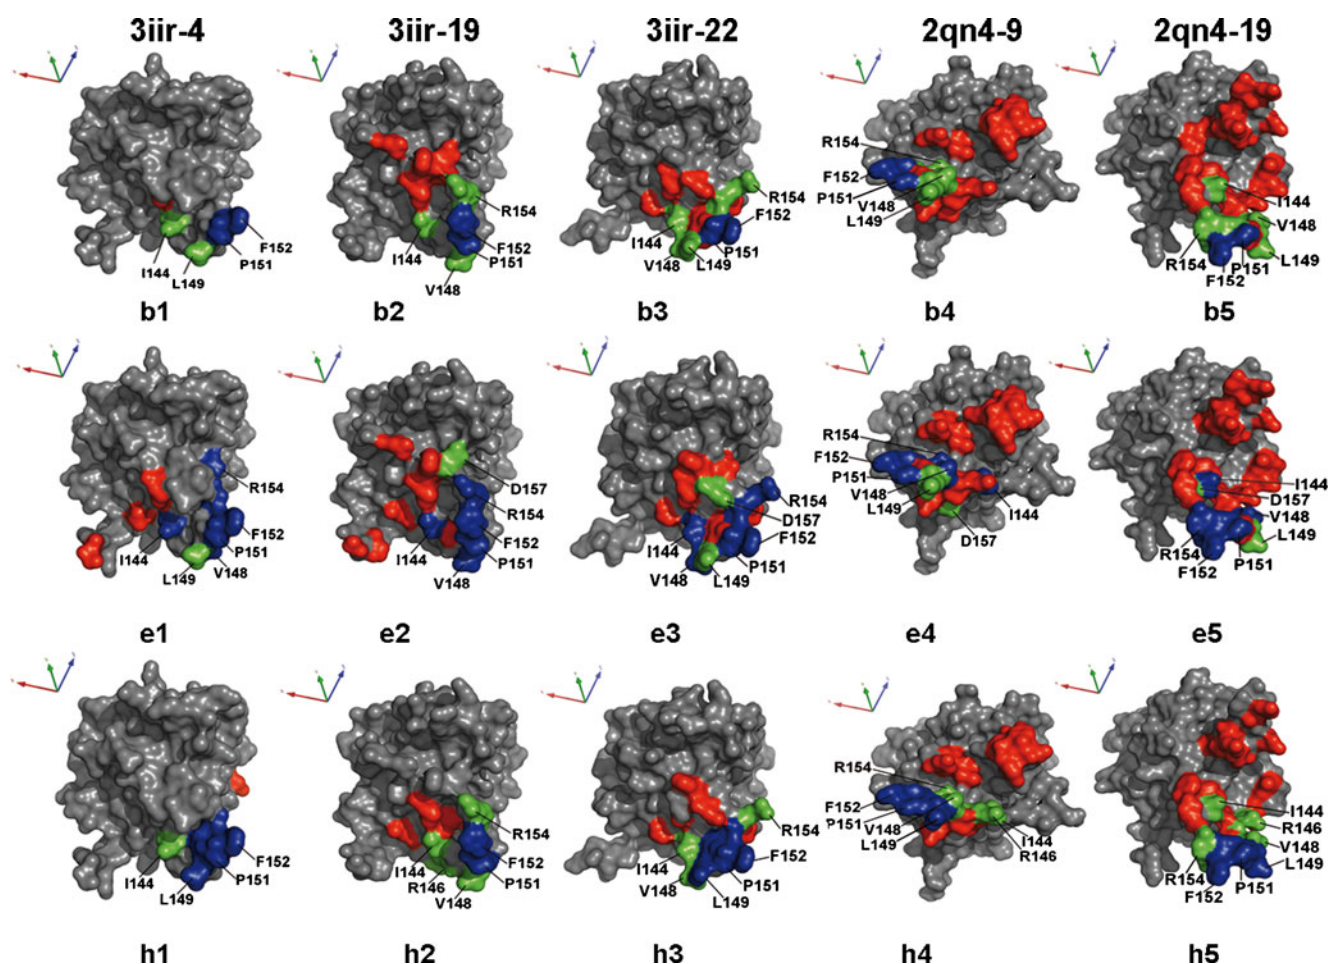 3iir-4 3iir-19 3iir-22 2qn4-9 2qn4-19
I144 L149 P151 F152
I144 R154 F152 P151 V148
I144 V148 L149 P151 F152 R154
R154 F152 P151 V148 L149
I144 V148 L149 P151 F152 R154
b1 b2 b3 b4 b5
R154 F152 P151 V148 L149 I144
D157 R154 F152 P151 V148 I144
R154 D157 F152 P151 L149 V148 I144
R154 F152 P151 V148 L149 D157 I144
I144 D157 V148 L149 P151 F152 R154
e1 e2 e3 e4 e5
I144 L149 P151 F152
R154 F152 P151 V148 R146 I144
R154 F152 P151 L149 V148 I144
R154 F152 P151 V148 L149 I144 R146
I144 R146 V148 L149 P151 F152 R154
h1 h2 h3 h4 h5